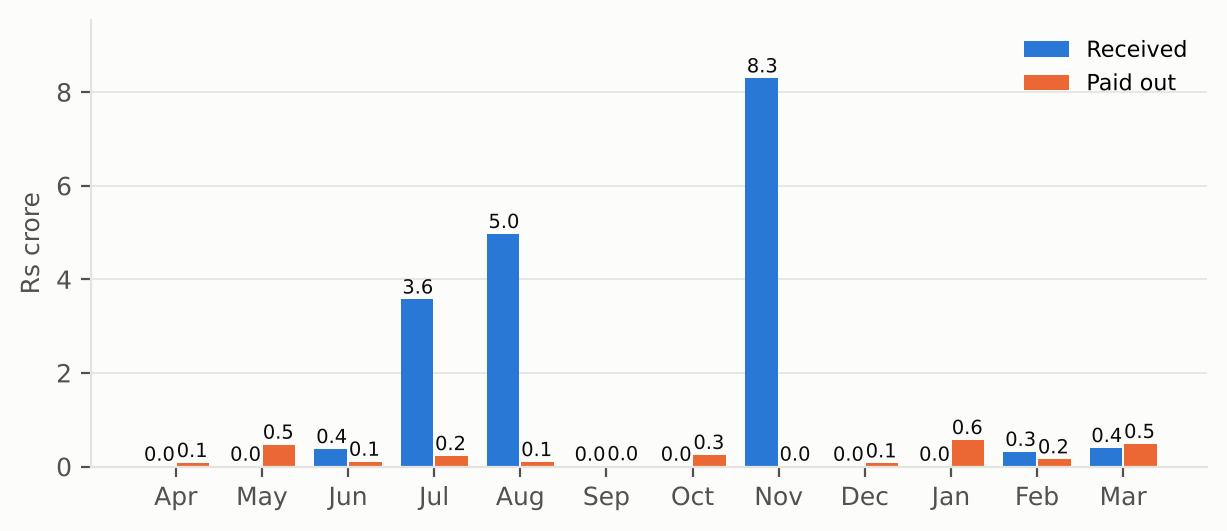 Received
Paid out
Rs crore
8
6
4
2
0
0.0 0.1 0.0 0.5 0.4 0.1 3.6 0.2 5.0 0.1 0.0 0.0 0.0 0.3 8.3 0.0 0.0 0.1 0.0 0.6 0.3 0.2 0.4 0.5
Apr May Jun Jul Aug Sep Oct Nov Dec Jan Feb Mar